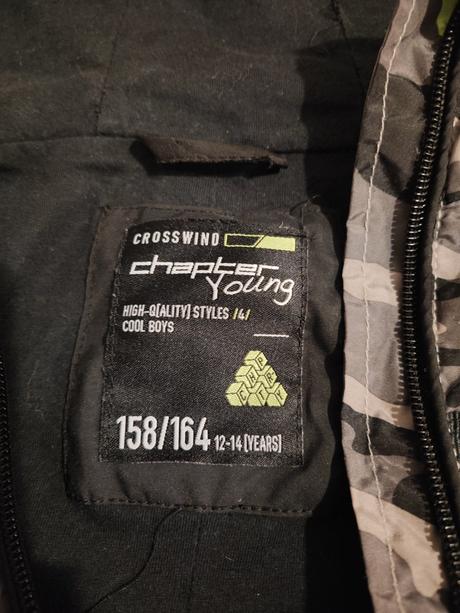 CROSSWIND
chapter
Young
HIGH-Q[ALITY] STYLES /4/
COOL BOYS
158/164 12-14 [YEARS]